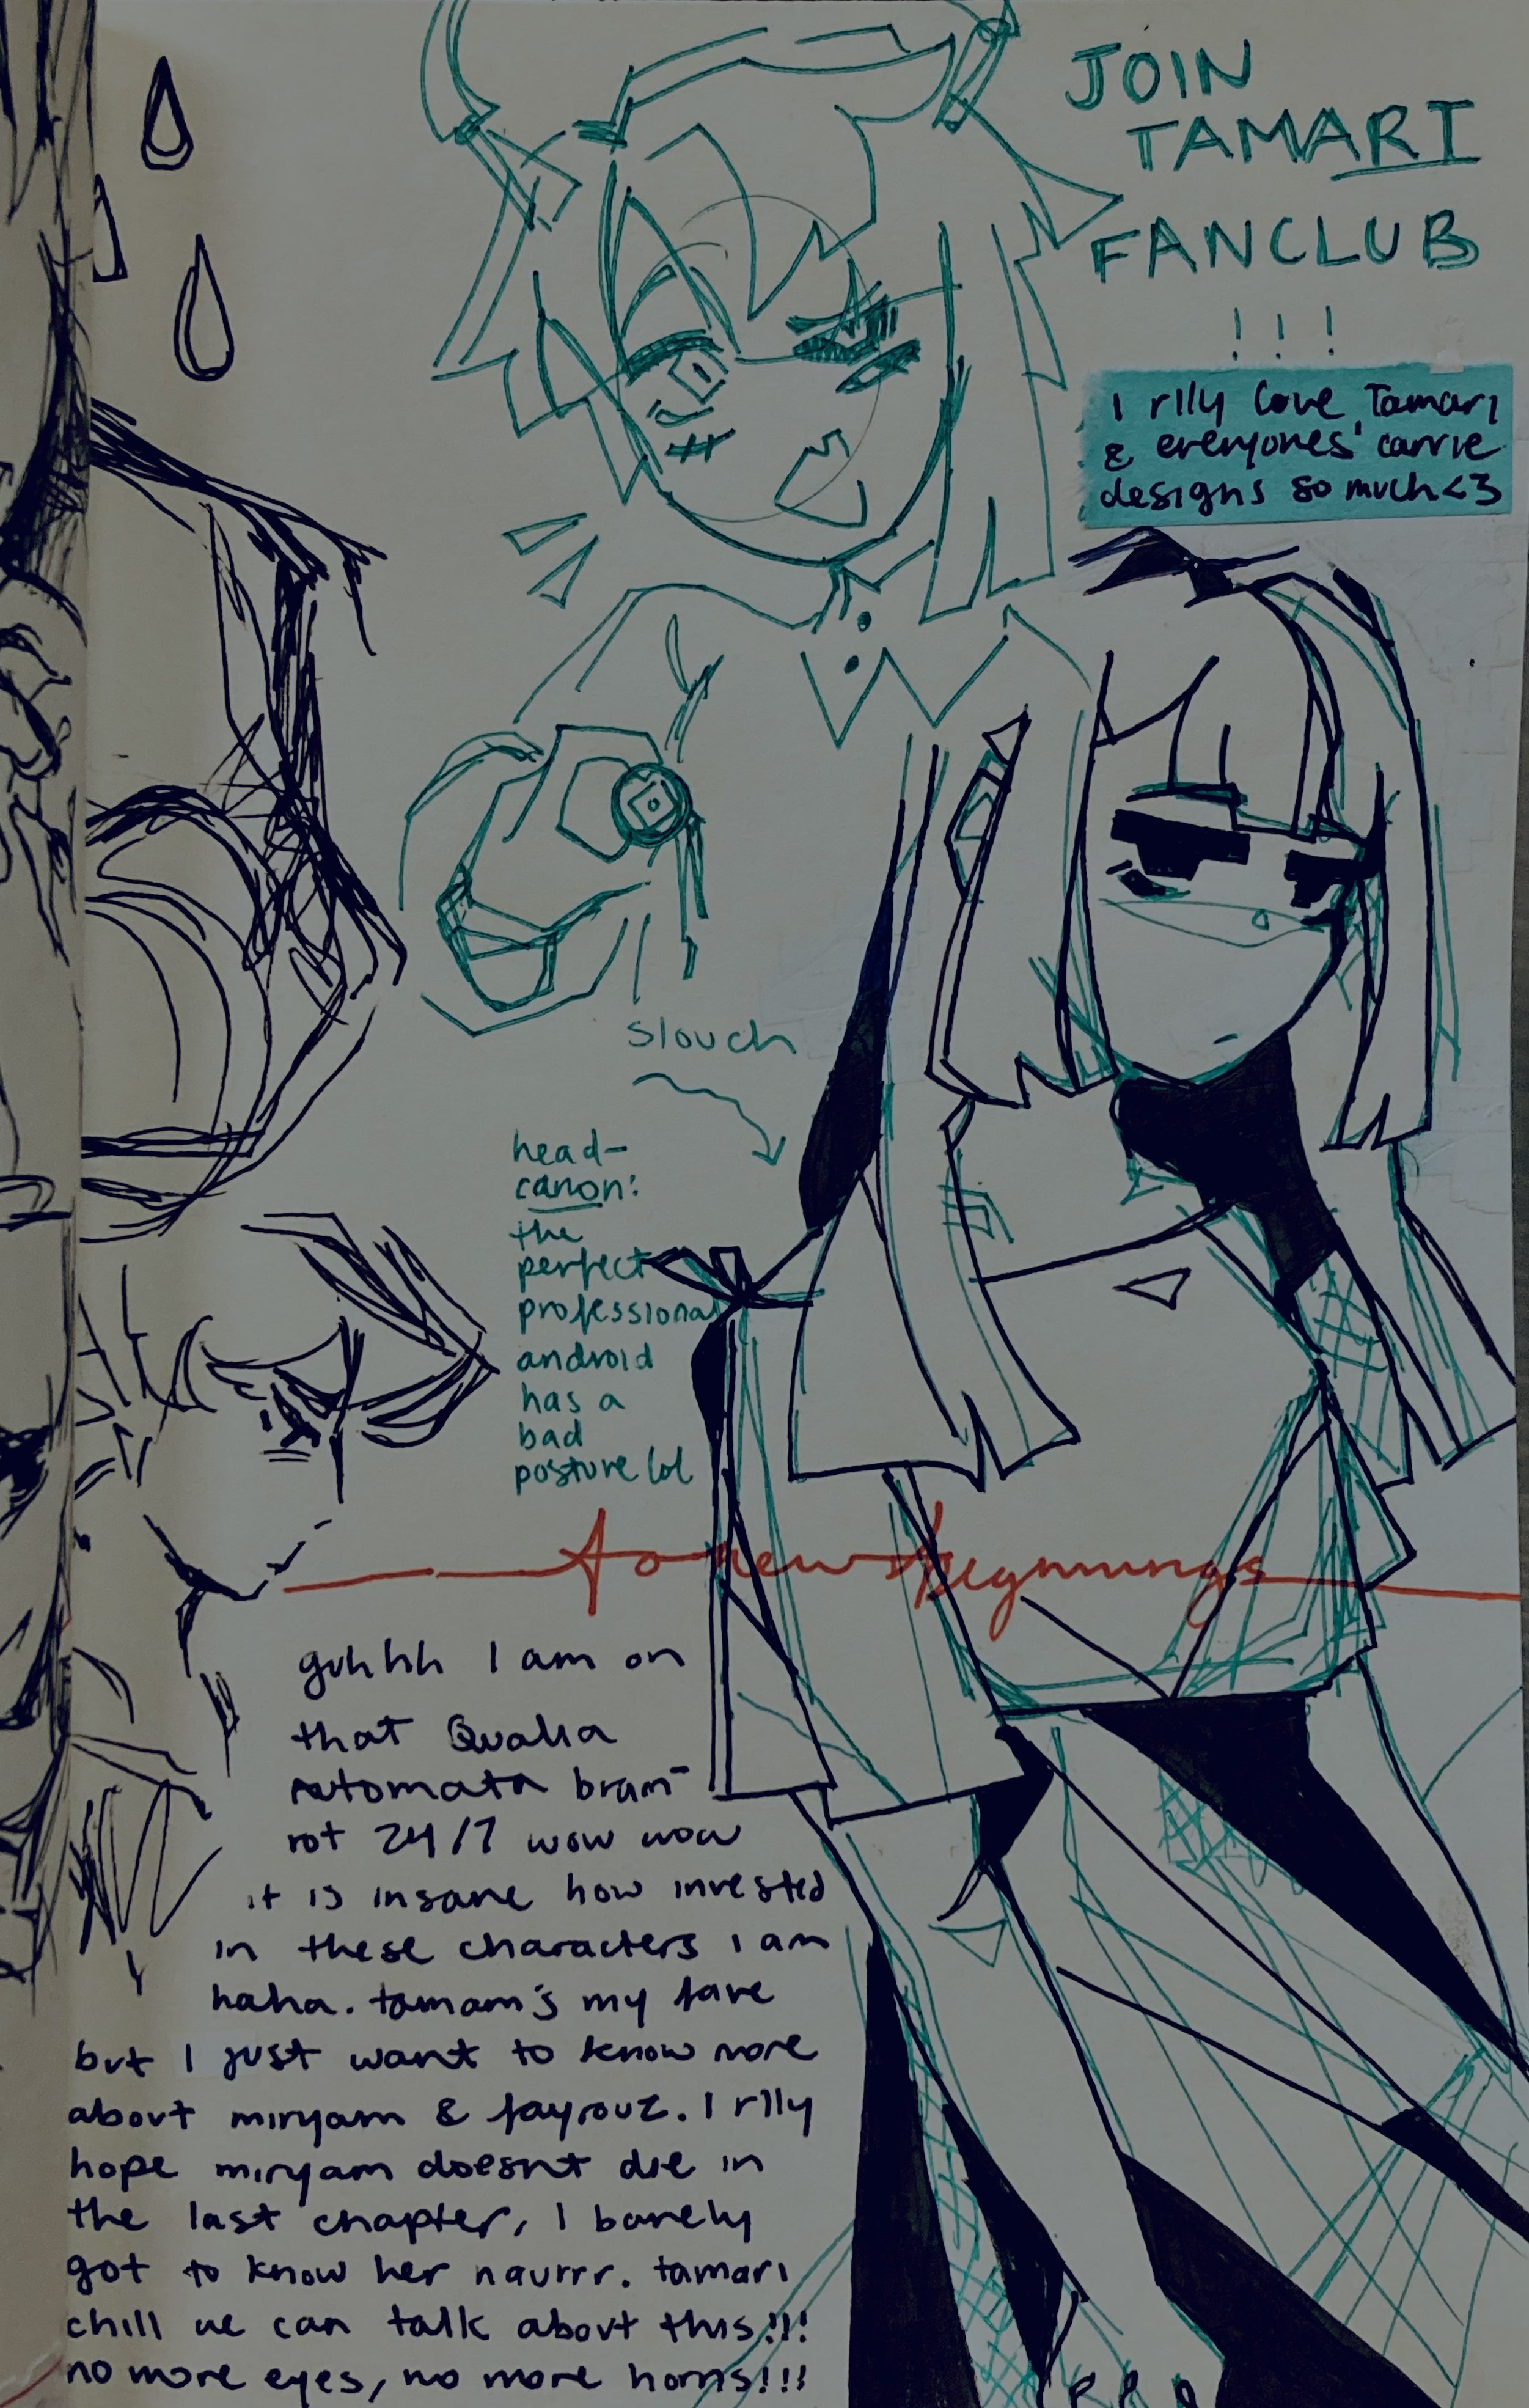 JOIN
TAMARI
FANCLUB
!!!
I rlly love Tamari
& everyones' carrie
designs so much <3
slouch
head-
canon:
the
perfect
professional
android
has a
bad
posture lol
to new beginnings
guhhh I am on
that Qualia
automata brain-
rot 24/7 wow wow
it is insane how invested
in these characters I am
haha. tamari's my fave
but I just want to know more
about miryam & fayrouz. I rlly
hope miryam doesnt die in
the last chapter, I barely
got to know her naurrr. tamari
chill we can talk about this!!!
no more eyes, no more horns!!!